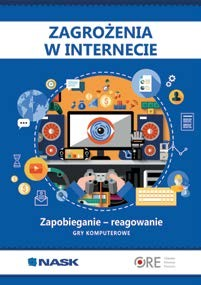 ZAGROŻENIA
W INTERNECIE
Zapobieganie – reagowanie
GRY KOMPUTEROWE
NASK
ORE